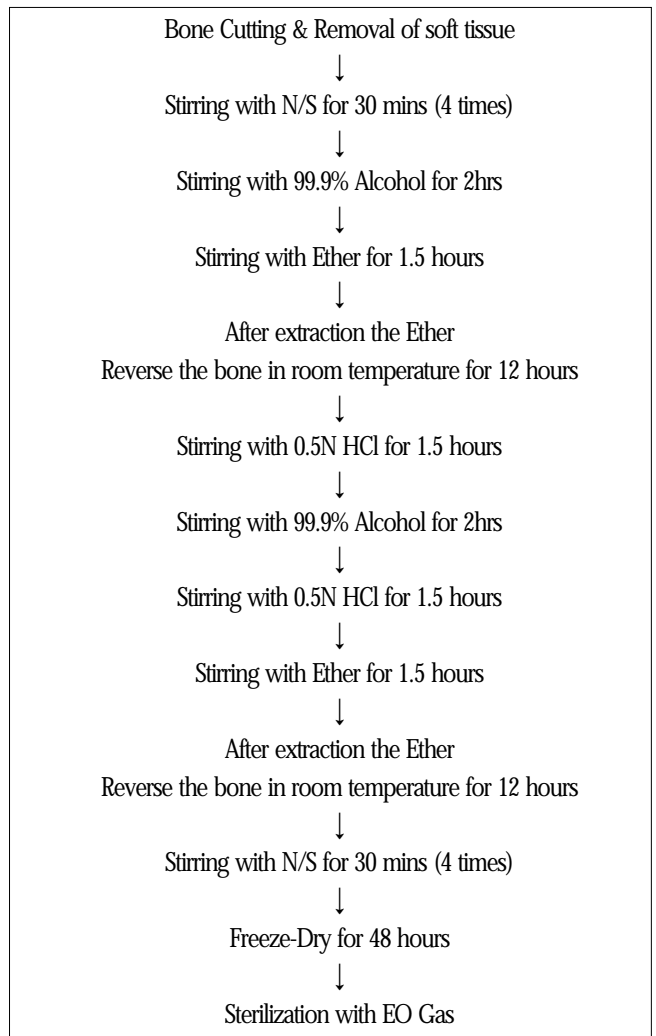 Bone Cutting & Removal of soft tissue
↓
Stirring with N/S for 30 mins (4 times)
↓
Stirring with 99.9% Alcohol for 2hrs
↓
Stirring with Ether for 1.5 hours
↓
After extraction the Ether
Reverse the bone in room temperature for 12 hours
↓
Stirring with 0.5N HCl for 1.5 hours
↓
Stirring with 99.9% Alcohol for 2hrs
↓
Stirring with 0.5N HCl for 1.5 hours
↓
Stirring with Ether for 1.5 hours
↓
After extraction the Ether
Reverse the bone in room temperature for 12 hours
↓
Stirring with N/S for 30 mins (4 times)
↓
Freeze-Dry for 48 hours
↓
Sterilization with EO Gas